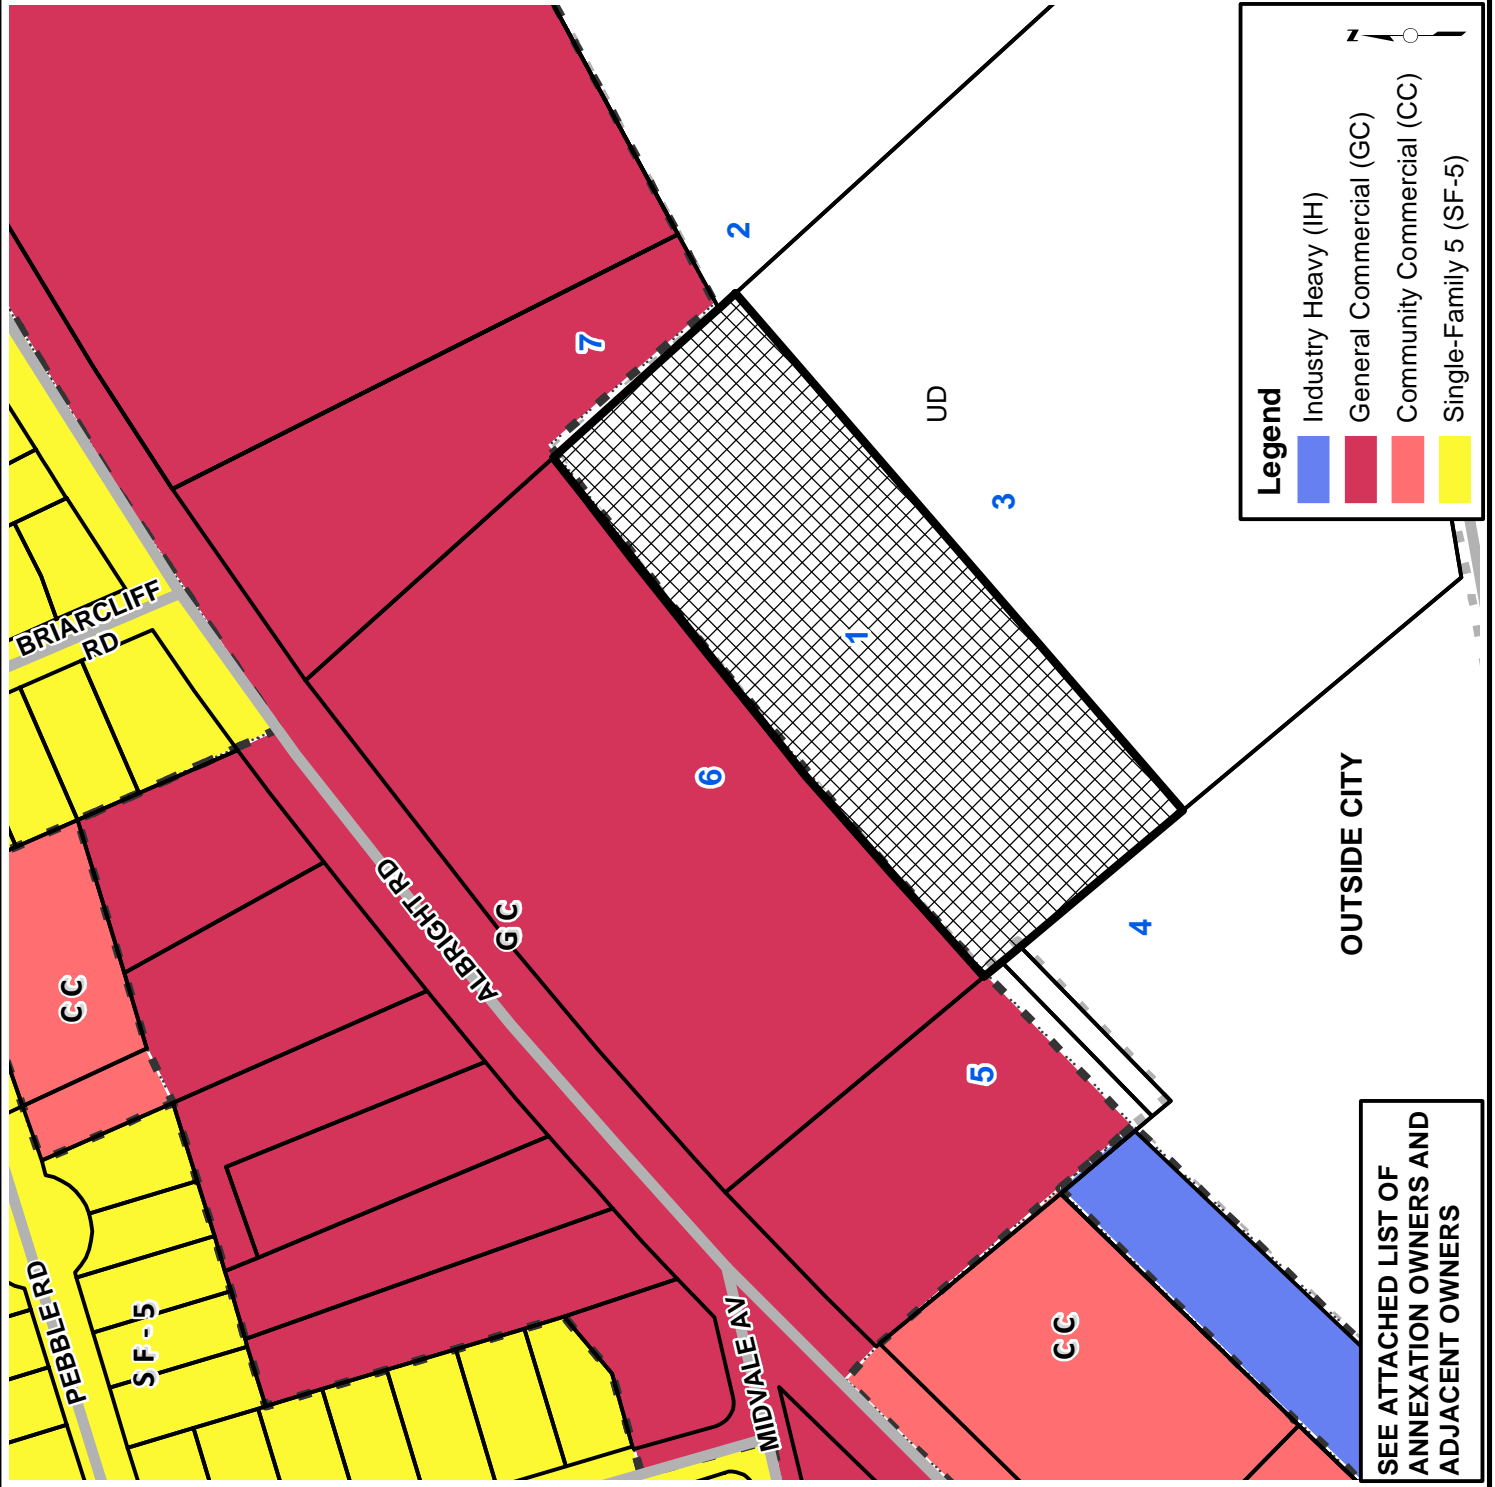 BRIARCLIFF
RD
ALBRIGHT RD
PEBBLE RD
MIDVALE AV
CC
GC
SF-5
CC
UD
OUTSIDE CITY
1
2
3
4
5
6
7
Legend
Industry Heavy (IH)
General Commercial (GC)
Community Commercial (CC)
Single-Family 5 (SF-5)
N
SEE ATTACHED LIST OF
ANNEXATION OWNERS AND
ADJACENT OWNERS